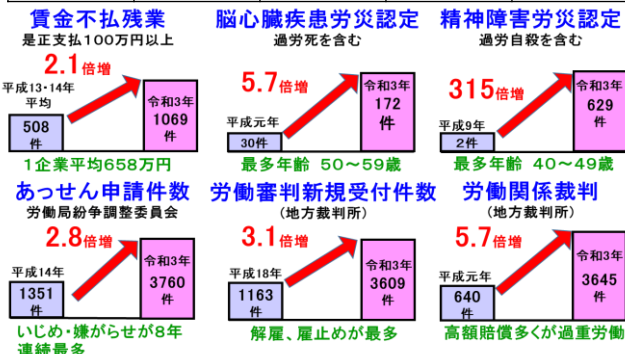 賃金不払残業
是正支払100万円以上
2.1倍増
平成13・14年
平均
508
件
令和3年
1069
件
1企業平均658万円
脳心臓疾患労災認定
過労死を含む
5.7倍増
平成元年
30件
令和3年
172
件
最多年齢 50～59歳
精神障害労災認定
過労自殺を含む
315倍増
平成9年
2件
令和3年
629
件
最多年齢 40～49歳
あっせん申請件数
労働局紛争調整委員会
2.8倍増
平成14年
1351
件
令和3年
3760
件
いじめ・嫌がらせが8年
連続最多
労働審判新規受付件数
(地方裁判所)
3.1倍増
平成18年
1163
件
令和3年
3609
件
解雇、雇止めが最多
労働関係裁判
(地方裁判所)
5.7倍増
平成元年
640
件
令和3年
3645
件
高額賠償多くが過重労働